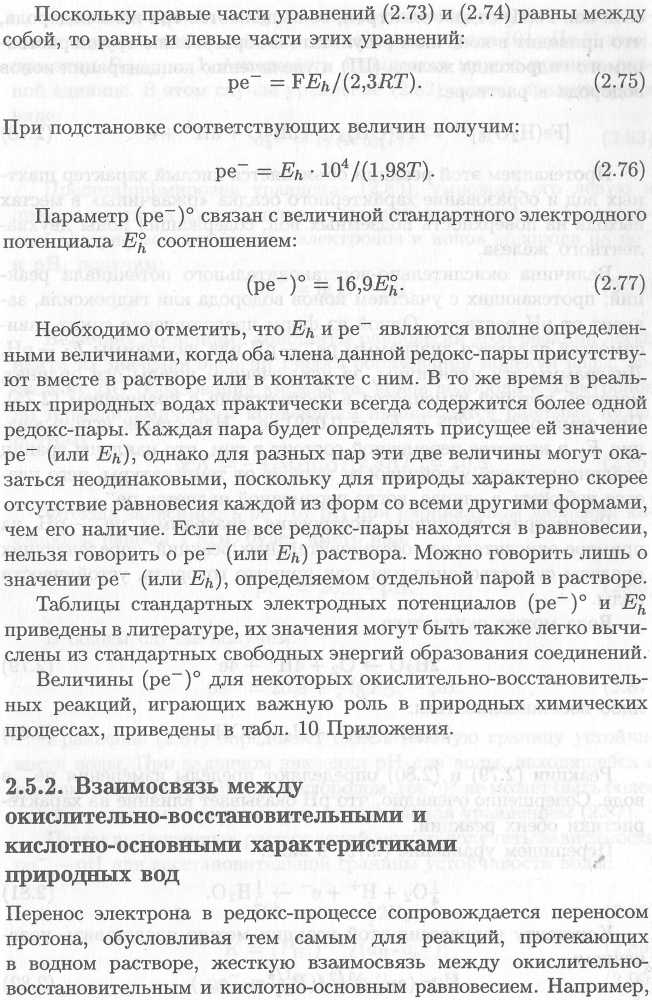 Поскольку правые части уравнений (2.73) и (2.74) равны между
собой, то равны и левые части этих уравнений:
pe⁻ = FEₕ/(2,3RT). (2.75)
При подстановке соответствующих величин получим:
pe⁻ = Eₕ · 10⁴/(1,98T). (2.76)
Параметр (pe⁻)° связан с величиной стандартного электродного
потенциала E°ₕ соотношением:
(pe⁻)° = 16,9E°ₕ. (2.77)
Необходимо отметить, что Eₕ и pe⁻ являются вполне определен-
ными величинами, когда оба члена данной редокс-пары присутству-
ют вместе в растворе или в контакте с ним. В то же время в реаль-
ных природных водах практически всегда содержится более одной
редокс-пары. Каждая пара будет определять присущее ей значение
pe⁻ (или Eₕ), однако для разных пар эти две величины могут ока-
заться неодинаковыми, поскольку для природы характерно скорее
отсутствие равновесия каждой из форм со всеми другими формами,
чем его наличие. Если не все редокс-пары находятся в равновесии,
нельзя говорить о pe⁻ (или Eₕ) раствора. Можно говорить лишь о
значении pe⁻ (или Eₕ), определяемом отдельной парой в растворе.
Таблицы стандартных электродных потенциалов (pe⁻)° и E°ₕ
приведены в литературе, их значения могут быть также легко вычи-
слены из стандартных свободных энергий образования соединений.
Величины (pe⁻)° для некоторых окислительно-восстановитель-
ных реакций, играющих важную роль в природных химических
процессах, приведены в табл. 10 Приложения.
2.5.2. Взаимосвязь между
окислительно-восстановительными и
кислотно-основными характеристиками
природных вод
Перенос электрона в редокс-процессе сопровождается переносом
протона, обусловливая тем самым для реакций, протекающих
в водном растворе, жесткую взаимосвязь между окислительно-
восстановительным и кислотно-основным равновесием. Например,